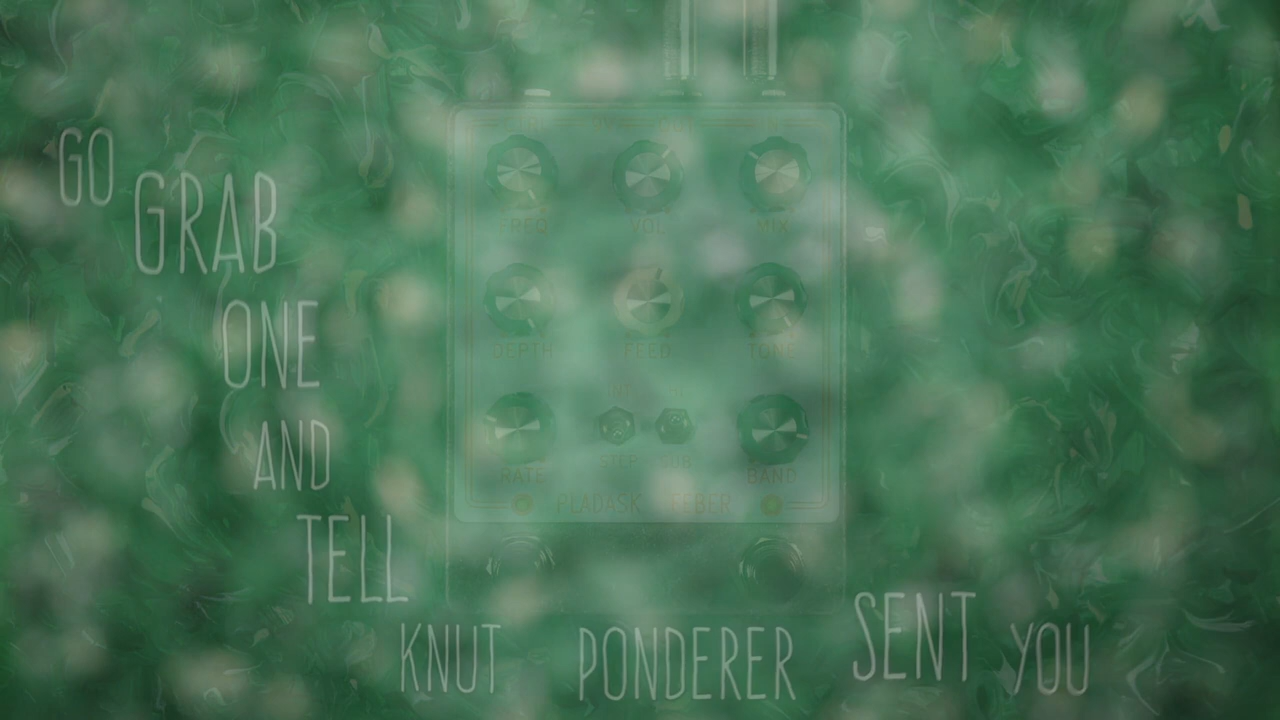 GO
GRAB
ONE
AND
TELL
KNUT PONDERER SENT YOU
FREQ VOL MIX
DEPTH FEED TONE
RATE STEP SUB BAND
PLADASK FEBER